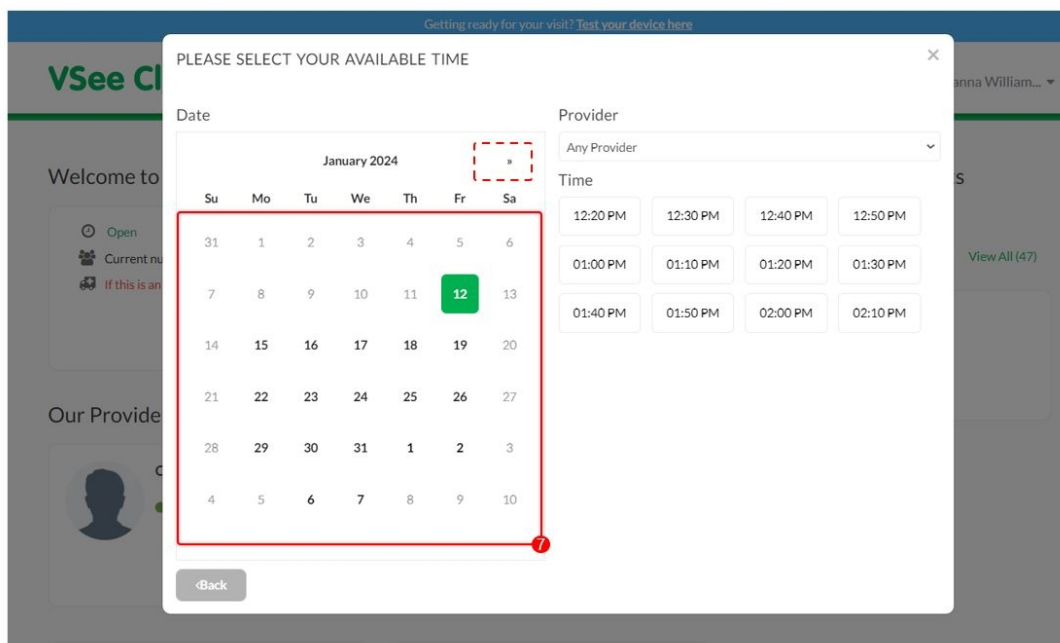 Getting ready for your visit? Test your device here
VSee Cl
anna William...
PLEASE SELECT YOUR AVAILABLE TIME
×
Date
January 2024
»
Su Mo Tu We Th Fr Sa
31 1 2 3 4 5 6
7 8 9 10 11 12 13
14 15 16 17 18 19 20
21 22 23 24 25 26 27
28 29 30 31 1 2 3
4 5 6 7 8 9 10
7
‹Back
Provider
Any Provider
Time
12:20 PM 12:30 PM 12:40 PM 12:50 PM
01:00 PM 01:10 PM 01:20 PM 01:30 PM
01:40 PM 01:50 PM 02:00 PM 02:10 PM
Welcome to
Open
Current nu
If this is an
s
View All (47)
Our Provide